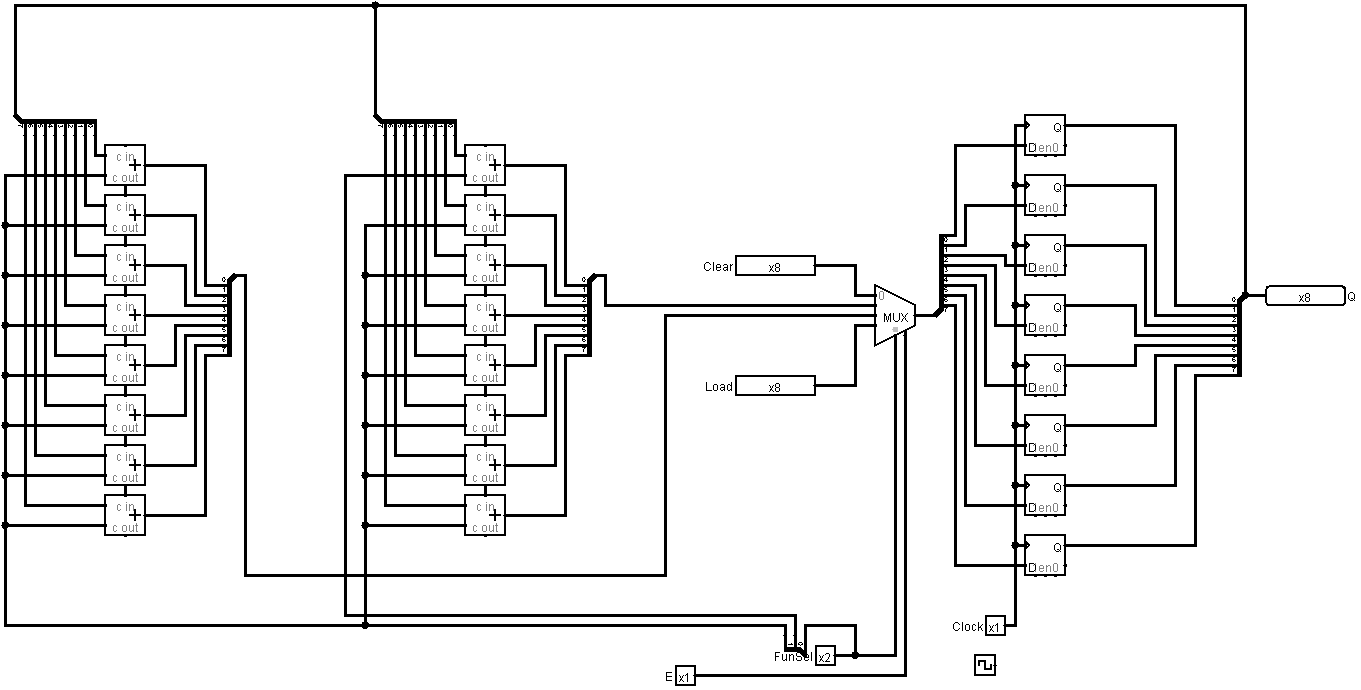 c in
c out
c in
c out
c in
c out
c in
c out
c in
c out
c in
c out
c in
c out
c in
c out
c in
c out
c in
c out
c in
c out
c in
c out
c in
c out
c in
c out
c in
c out
c in
c out
Clear x8
0
MUX
Load x8
Q
Den0
Q
Den0
Q
Den0
Q
Den0
Q
Den0
Q
Den0
Q
Den0
Q
Den0
x8 Q
Clock x1
FunSel x2
E x1